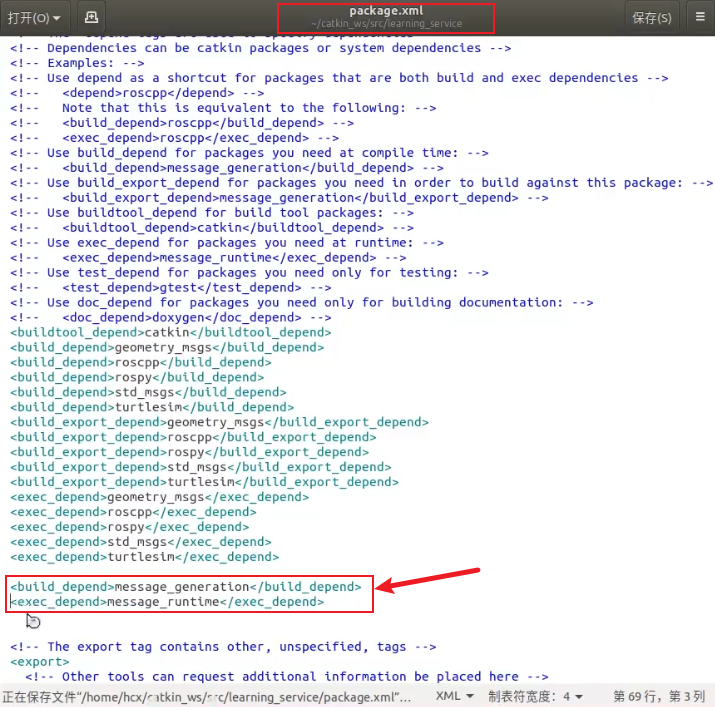 打开(O)
package.xml
~/catkin_ws/src/learning_service
保存(S)
<!-- Dependencies can be catkin packages or system dependencies -->
<!-- Examples: -->
<!-- Use depend as a shortcut for packages that are both build and exec dependencies -->
<!--   <depend>roscpp</depend> -->
<!--   Note that this is equivalent to the following: -->
<!--   <build_depend>roscpp</build_depend> -->
<!--   <exec_depend>roscpp</exec_depend> -->
<!-- Use build_depend for packages you need at compile time: -->
<!--   <build_depend>message_generation</build_depend> -->
<!-- Use build_export_depend for packages you need in order to build against this package: -->
<!--   <build_export_depend>message_generation</build_export_depend> -->
<!-- Use buildtool_depend for build tool packages: -->
<!--   <buildtool_depend>catkin</buildtool_depend> -->
<!-- Use exec_depend for packages you need at runtime: -->
<!--   <exec_depend>message_runtime</exec_depend> -->
<!-- Use test_depend for packages you need only for testing: -->
<!--   <test_depend>gtest</test_depend> -->
<!-- Use doc_depend for packages you need only for building documentation: -->
<!--   <doc_depend>doxygen</doc_depend> -->
<buildtool_depend>catkin</buildtool_depend>
<build_depend>geometry_msgs</build_depend>
<build_depend>roscpp</build_depend>
<build_depend>rospy</build_depend>
<build_depend>std_msgs</build_depend>
<build_depend>turtlesim</build_depend>
<build_export_depend>geometry_msgs</build_export_depend>
<build_export_depend>roscpp</build_export_depend>
<build_export_depend>rospy</build_export_depend>
<build_export_depend>std_msgs</build_export_depend>
<build_export_depend>turtlesim</build_export_depend>
<exec_depend>geometry_msgs</exec_depend>
<exec_depend>roscpp</exec_depend>
<exec_depend>rospy</exec_depend>
<exec_depend>std_msgs</exec_depend>
<exec_depend>turtlesim</exec_depend>
<build_depend>message_generation</build_depend>
<exec_depend>message_runtime</exec_depend>
<!-- The export tag contains other, unspecified, tags -->
<export>
<!-- Other tools can request additional information be placed here -->
正在保存文件“/home/hcx/catkin_ws/src/learning_service/package.xml”… XML 制表符宽度：4 第 69 行，第 3 列